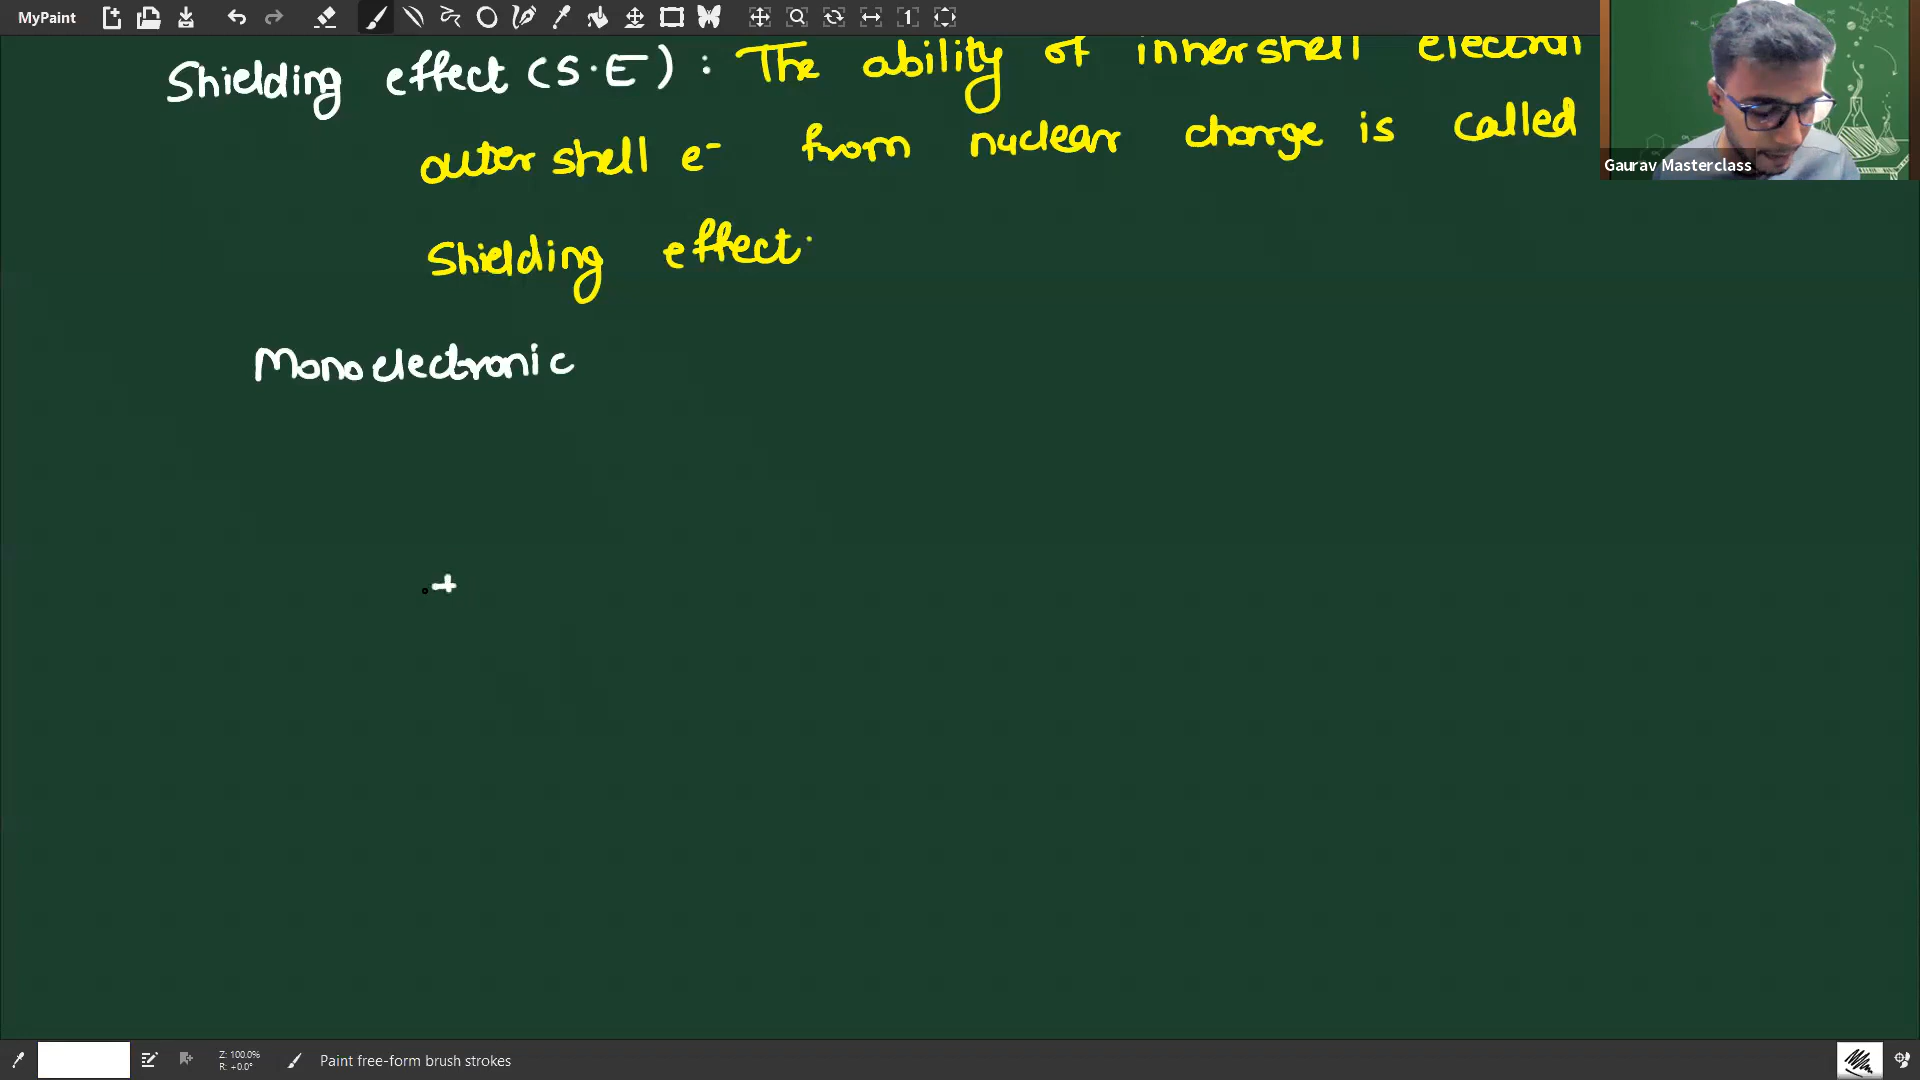 MyPaint
Shielding effect (S.E) : The ability of innershell electron
outer shell e⁻ from nuclear charge is called
Shielding effect.
Monoelectronic
+
Gaurav Masterclass
Z: 100.0%
R: +0.0°
Paint free-form brush strokes